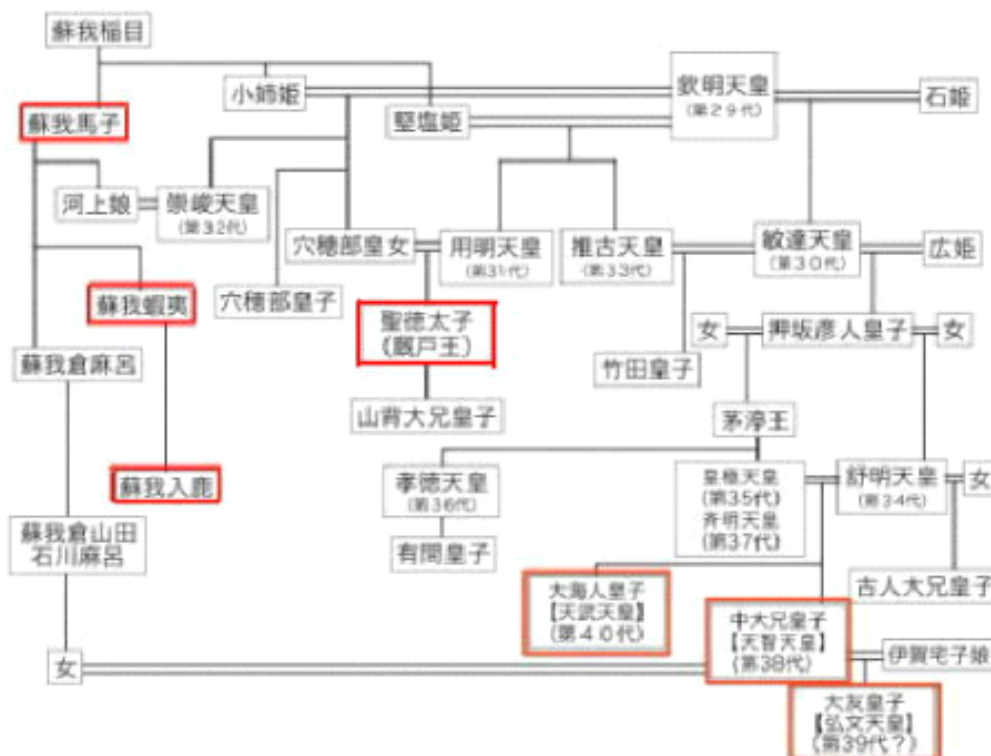 蘇我稲目
小姉姫
欽明天皇
(第29代)
石姫
蘇我馬子
堅塩姫
河上娘
崇峻天皇
(第32代)
穴穂部皇女
用明天皇
(第31代)
推古天皇
(第33代)
敏達天皇
(第30代)
広姫
蘇我蝦夷
穴穂部皇子
聖徳太子
(厩戸王)
女
押坂彦人皇子
女
蘇我倉麻呂
竹田皇子
山背大兄皇子
茅渟王
蘇我入鹿
孝徳天皇
(第36代)
皇極天皇
(第35代)
斉明天皇
(第37代)
舒明天皇
(第34代)
女
蘇我倉山田
石川麻呂
有間皇子
大海人皇子
【天武天皇】
(第40代)
中大兄皇子
【天智天皇】
(第38代)
古人大兄皇子
女
伊賀宅子娘
大友皇子
【弘文天皇】
(第39代?)